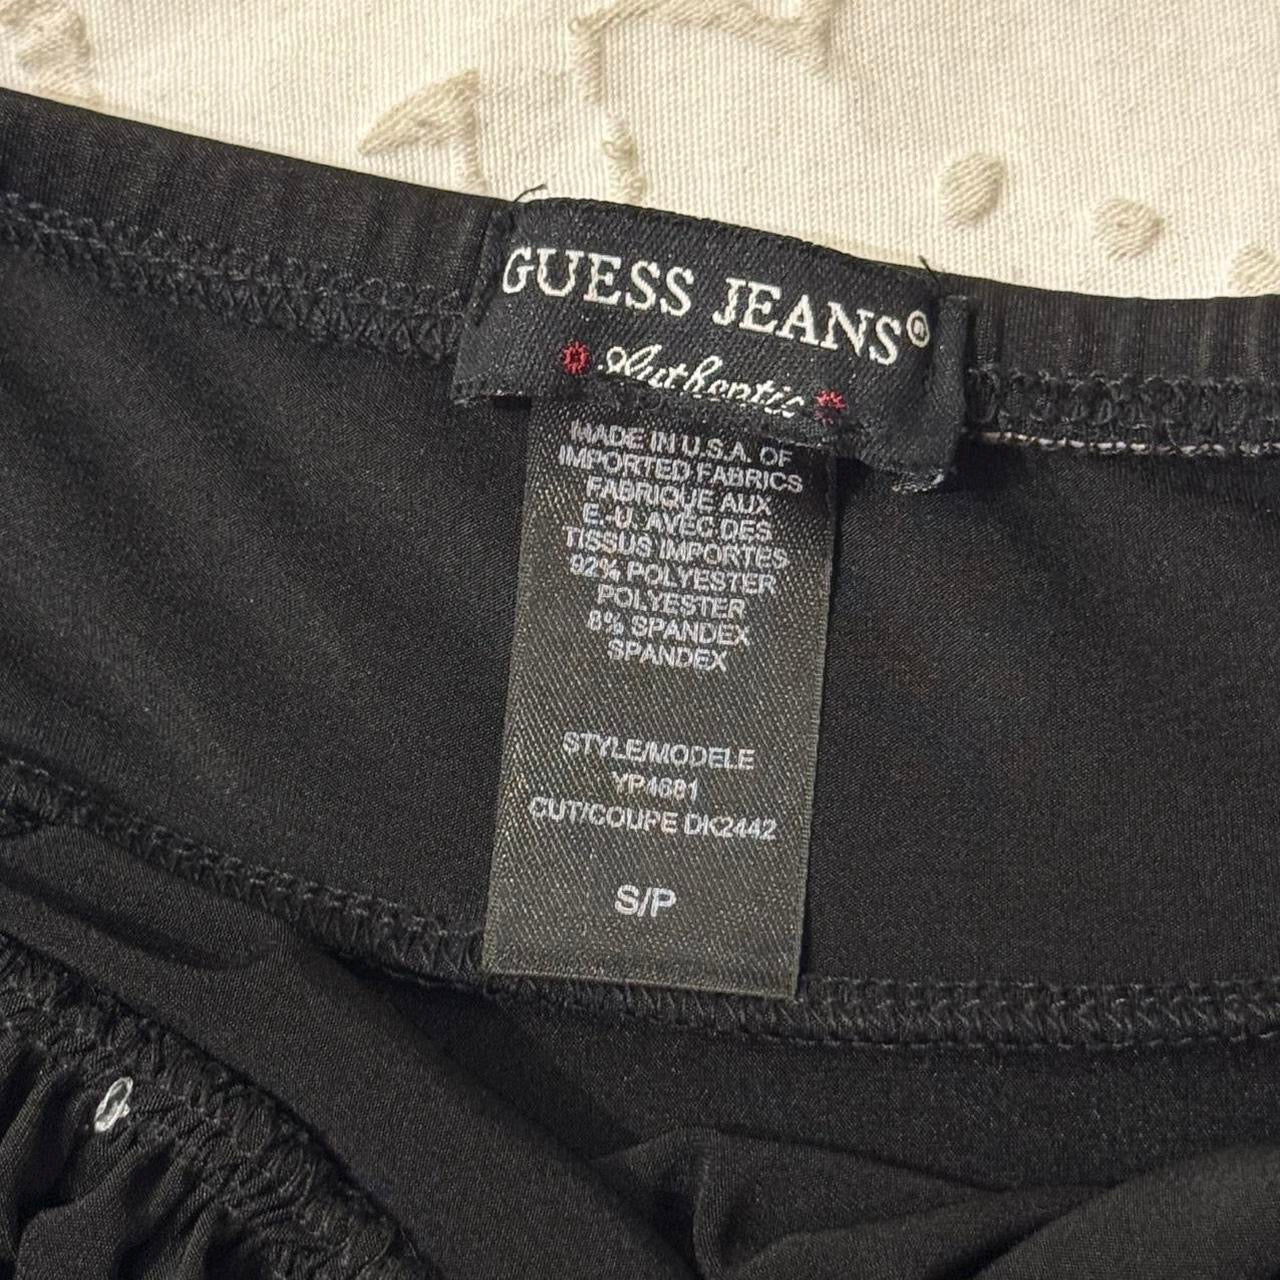 GUESS JEANS®
Authentic
MADE IN U.S.A. OF
IMPORTED FABRICS
FABRIQUE AUX
E.-U. AVEC DES
TISSUS IMPORTES
92% POLYESTER
POLYESTER
8% SPANDEX
SPANDEX
STYLE/MODELE
YP4681
CUT/COUPE DK2442
S/P